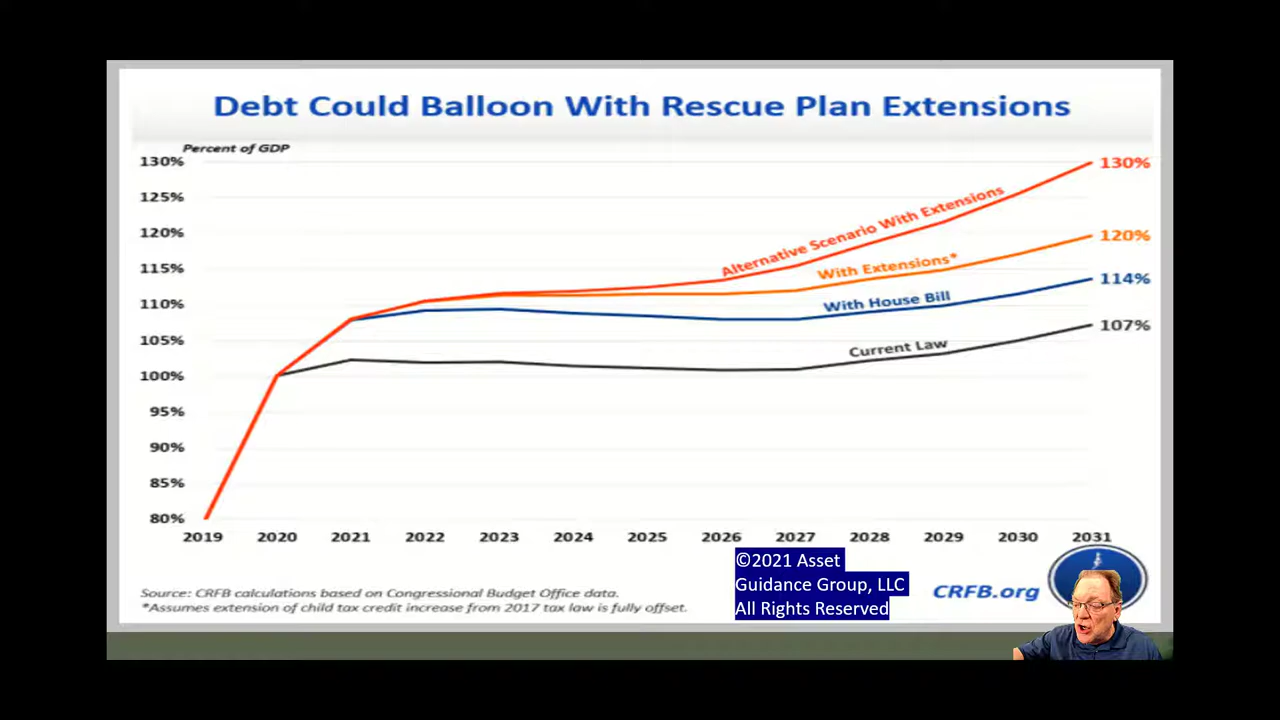 Debt Could Balloon With Rescue Plan Extensions
Percent of GDP
130%
125%
120%
115%
110%
105%
100%
95%
90%
85%
80%
Alternative Scenario With Extensions
With Extensions*
With House Bill
Current Law
130%
120%
114%
107%
2019 2020 2021 2022 2023 2024 2025 2026 2027 2028 2029 2030 2031
Source: CRFB calculations based on Congressional Budget Office data.
*Assumes extension of child tax credit increase from 2017 tax law is fully offset.
©2021 Asset
Guidance Group, LLC
All Rights Reserved
CRFB.org